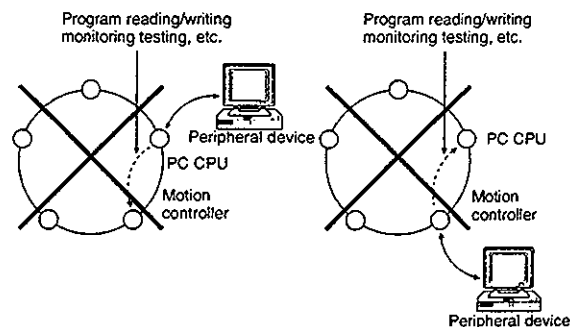 Program reading/writing
monitoring testing, etc.
Peripheral device
PC CPU
Motion
controller
Program reading/writing
monitoring testing, etc.
PC CPU
Motion
controller
Peripheral device